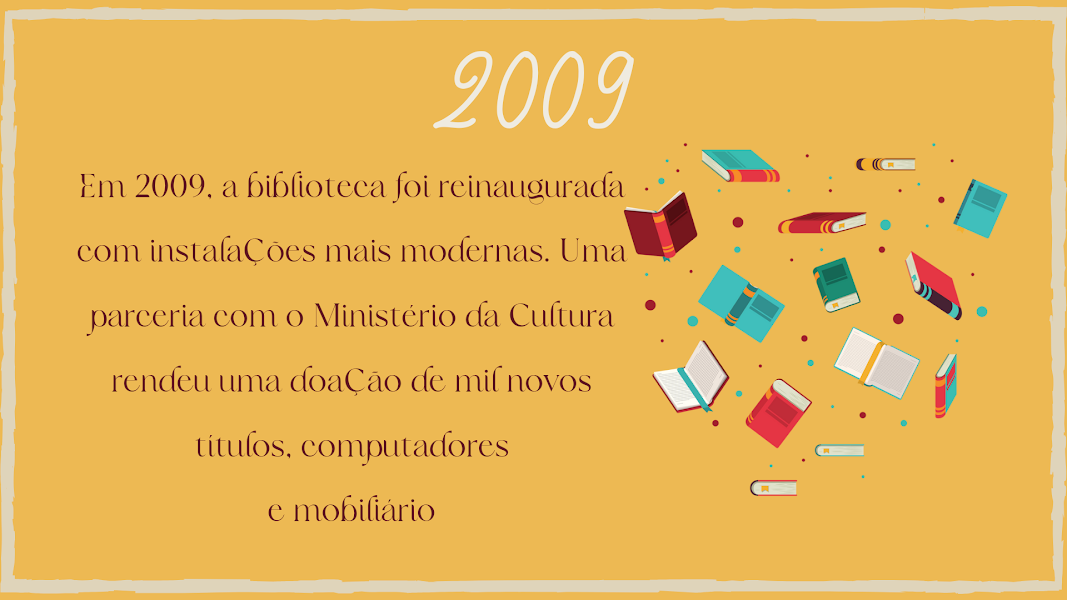 2009
Em 2009, a biblioteca foi reinaugurada
com instalaÇões mais modernas. Uma
parceria com o Ministério da Cultura
rendeu uma doaÇão de mil novos
títulos, computadores
e mobiliário